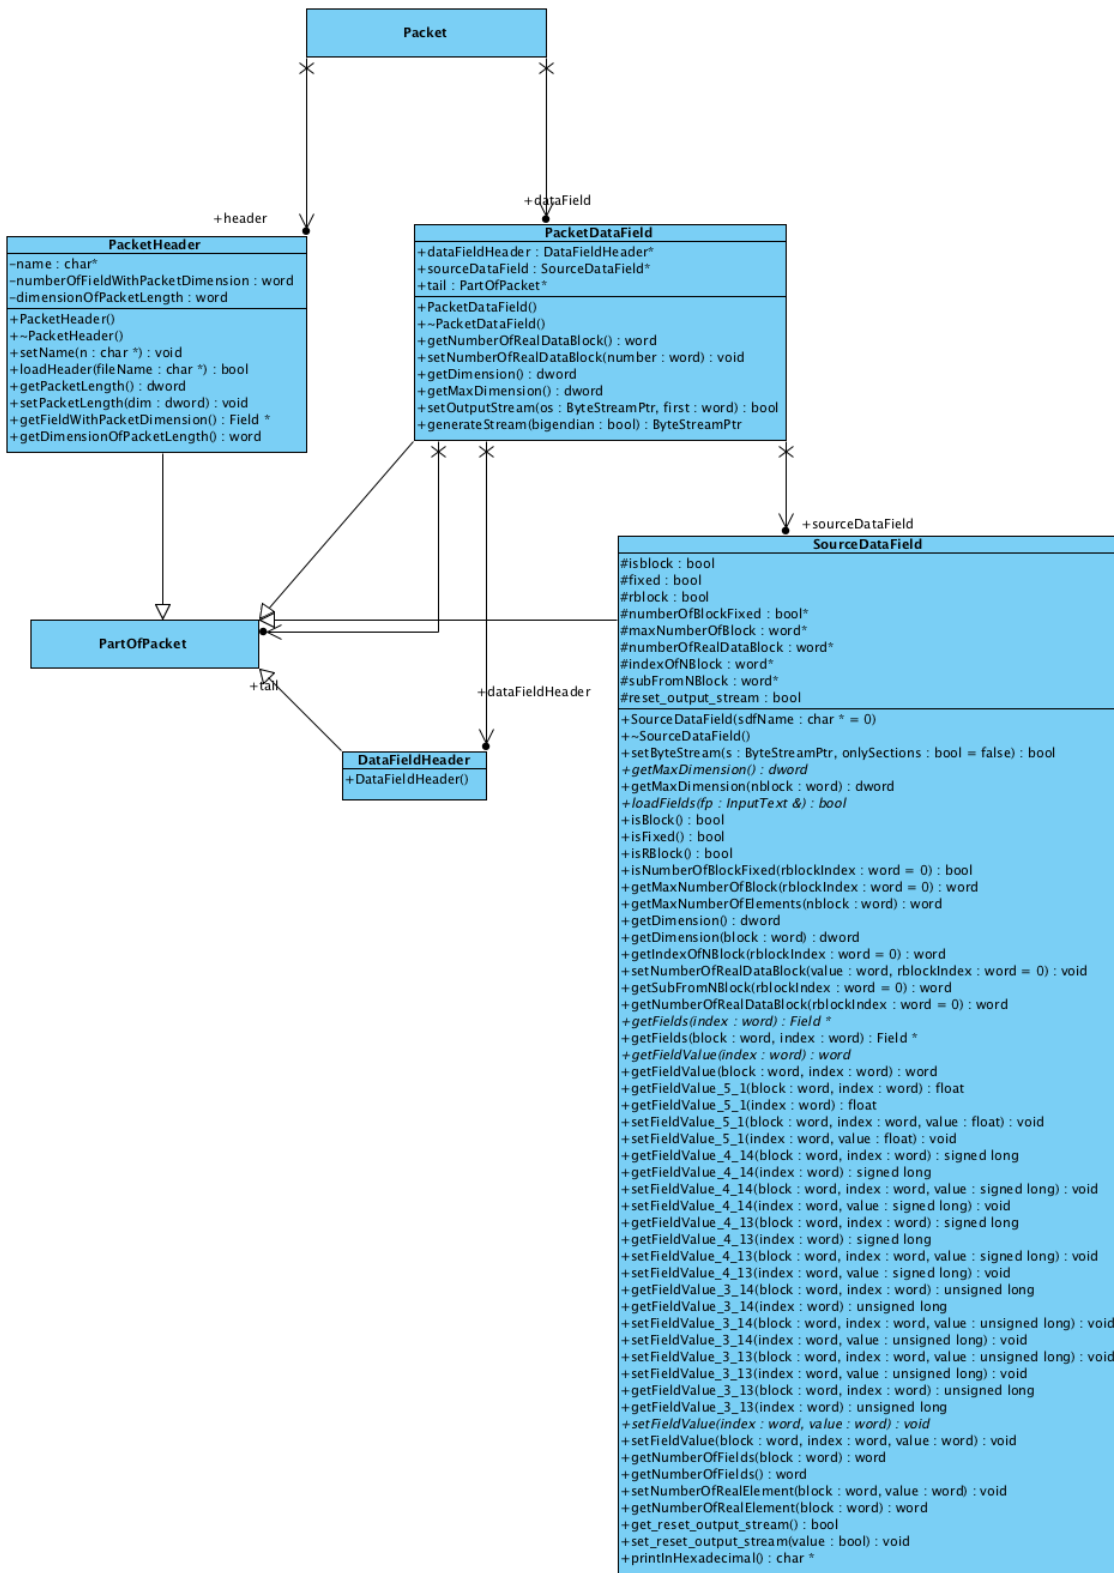 Packet
+header
+dataField
PacketHeader
-name : char*
-numberOfFieldWithPacketDimension : word
-dimensionOfPacketLength : word
+PacketHeader()
+~PacketHeader()
+setName(n : char *) : void
+loadHeader(fileName : char *) : bool
+getPacketLength() : dword
+setPacketLength(dim : dword) : void
+getFieldWithPacketDimension() : Field *
+getDimensionOfPacketLength() : word
PacketDataField
+dataFieldHeader : DataFieldHeader*
+sourceDataField : SourceDataField*
+tail : PartOfPacket*
+PacketDataField()
+~PacketDataField()
+getNumberOfRealDataBlock() : word
+setNumberOfRealDataBlock(number : word) : void
+getDimension() : dword
+getMaxDimension() : dword
+setOutputStream(os : ByteStreamPtr, first : word) : bool
+generateStream(bigendian : bool) : ByteStreamPtr
+sourceDataField
PartOfPacket
+tail
+dataFieldHeader
DataFieldHeader
+DataFieldHeader()
SourceDataField
#isblock : bool
#fixed : bool
#rblock : bool
#numberOfBlockFixed : bool*
#maxNumberOfBlock : word*
#numberOfRealDataBlock : word*
#indexOfNBlock : word*
#subFromNBlock : word*
#reset_output_stream : bool
+SourceDataField(sdfName : char * = 0)
+~SourceDataField()
+setByteStream(s : ByteStreamPtr, onlySections : bool = false) : bool
+getMaxDimension() : dword
+getMaxDimension(nblock : word) : dword
+loadFields(fp : InputText &) : bool
+isBlock() : bool
+isFixed() : bool
+isRBlock() : bool
+isNumberOfBlockFixed(rblockIndex : word = 0) : bool
+getMaxNumberOfBlock(rblockIndex : word = 0) : word
+getMaxNumberOfElements(nblock : word) : word
+getDimension() : dword
+getDimension(block : word) : dword
+getIndexOfNBlock(rblockIndex : word = 0) : word
+setNumberOfRealDataBlock(value : word, rblockIndex : word = 0) : void
+getSubFromNBlock(rblockIndex : word = 0) : word
+getNumberOfRealDataBlock(rblockIndex : word = 0) : word
+getFields(index : word) : Field *
+getFields(block : word, index : word) : Field *
+getFieldValue(index : word) : word
+getFieldValue(block : word, index : word) : word
+getFieldValue_5_1(block : word, index : word) : float
+getFieldValue_5_1(index : word) : float
+setFieldValue_5_1(block : word, index : word, value : float) : void
+setFieldValue_5_1(index : word, value : float) : void
+getFieldValue_4_14(block : word, index : word) : signed long
+getFieldValue_4_14(index : word) : signed long
+setFieldValue_4_14(block : word, index : word, value : signed long) : void
+setFieldValue_4_14(index : word, value : signed long) : void
+getFieldValue_4_13(block : word, index : word) : signed long
+getFieldValue_4_13(index : word) : signed long
+setFieldValue_4_13(block : word, index : word, value : signed long) : void
+setFieldValue_4_13(index : word, value : signed long) : void
+getFieldValue_3_14(block : word, index : word) : unsigned long
+getFieldValue_3_14(index : word) : unsigned long
+setFieldValue_3_14(block : word, index : word, value : unsigned long) : void
+setFieldValue_3_14(index : word, value : unsigned long) : void
+setFieldValue_3_13(block : word, index : word, value : unsigned long) : void
+setFieldValue_3_13(index : word, value : unsigned long) : void
+getFieldValue_3_13(block : word, index : word) : unsigned long
+getFieldValue_3_13(index : word) : unsigned long
+setFieldValue(index : word, value : word) : void
+setFieldValue(block : word, index : word, value : word) : void
+getNumberOfFields(block : word) : word
+getNumberOfFields() : word
+setNumberOfRealElement(block : word, value : word) : void
+getNumberOfRealElement(block : word) : word
+get_reset_output_stream() : bool
+set_reset_output_stream(value : bool) : void
+printInHexadecimal() : char *